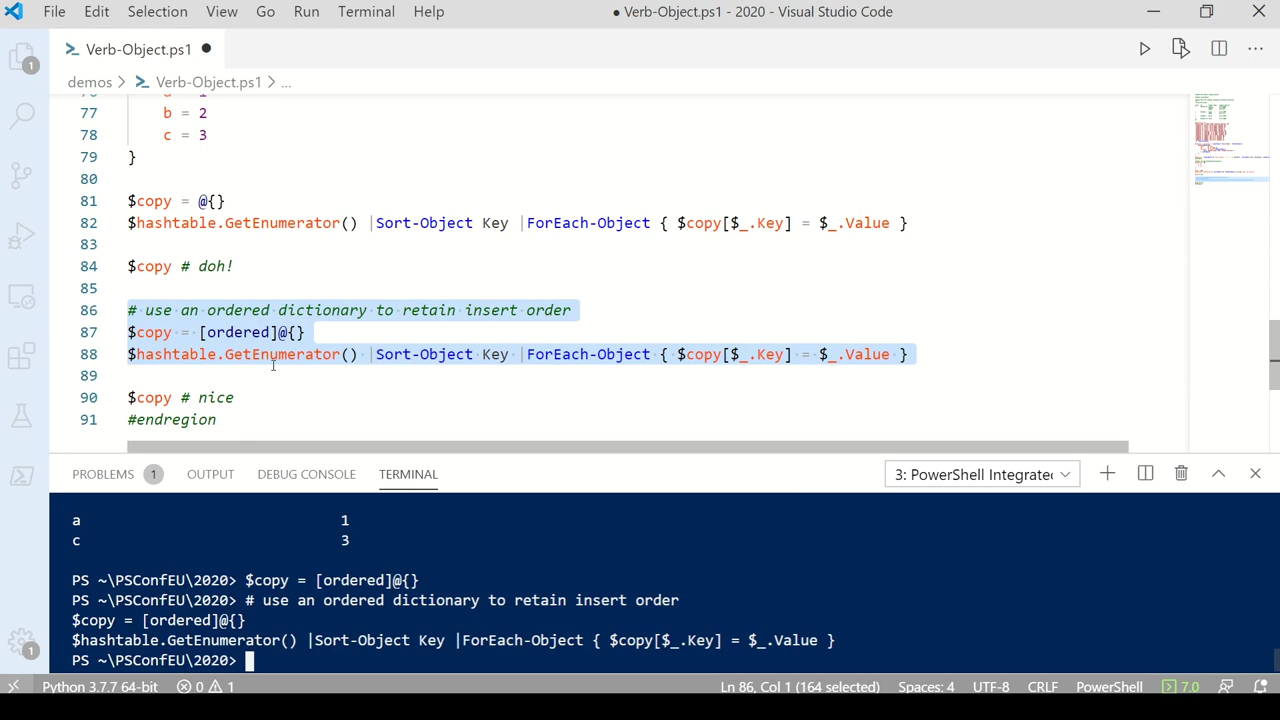 File Edit Selection View Go Run Terminal Help ● Verb-Object.ps1 - 2020 - Visual Studio Code
Verb-Object.ps1
demos > Verb-Object.ps1 > ...
77 b = 2
78 c = 3
79 }
80
81 $copy = @{}
82 $hashtable.GetEnumerator() |Sort-Object Key |ForEach-Object { $copy[$_.Key] = $_.Value }
83
84 $copy # doh!
85
86 # use an ordered dictionary to retain insert order
87 $copy = [ordered]@{}
88 $hashtable.GetEnumerator() |Sort-Object Key |ForEach-Object { $copy[$_.Key] = $_.Value }
89
90 $copy # nice
91 #endregion
PROBLEMS 1 OUTPUT DEBUG CONSOLE TERMINAL 3: PowerShell Integrate
a 1
c 3
PS ~\PSConfEU\2020> $copy = [ordered]@{}
PS ~\PSConfEU\2020> # use an ordered dictionary to retain insert order
$copy = [ordered]@{}
$hashtable.GetEnumerator() |Sort-Object Key |ForEach-Object { $copy[$_.Key] = $_.Value }
PS ~\PSConfEU\2020>
Python 3.7.7 64-bit 0 1 Ln 86, Col 1 (164 selected) Spaces: 4 UTF-8 CRLF PowerShell 7.0